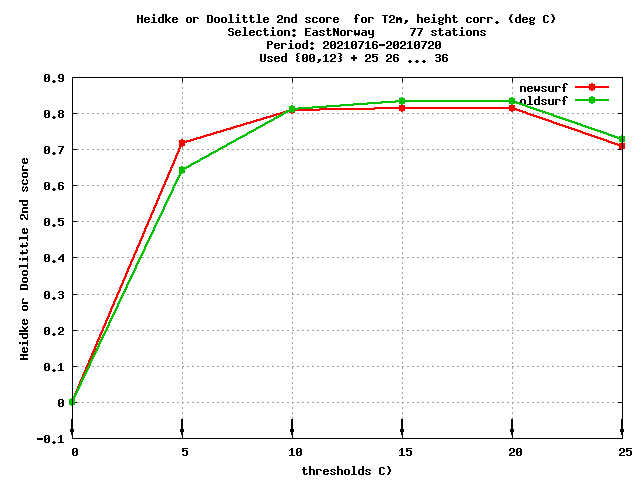 Heidke or Doolittle 2nd score  for T2m, height corr. (deg C)
Selection: EastNorway     77 stations
Period: 20210716-20210720
Used {00,12} + 25 26 ... 36
newsurf
oldsurf
0.9
0.8
0.7
0.6
0.5
0.4
0.3
0.2
0.1
0
-0.1
Heidke or Doolittle 2nd score
0 5 10 15 20 25
thresholds C)